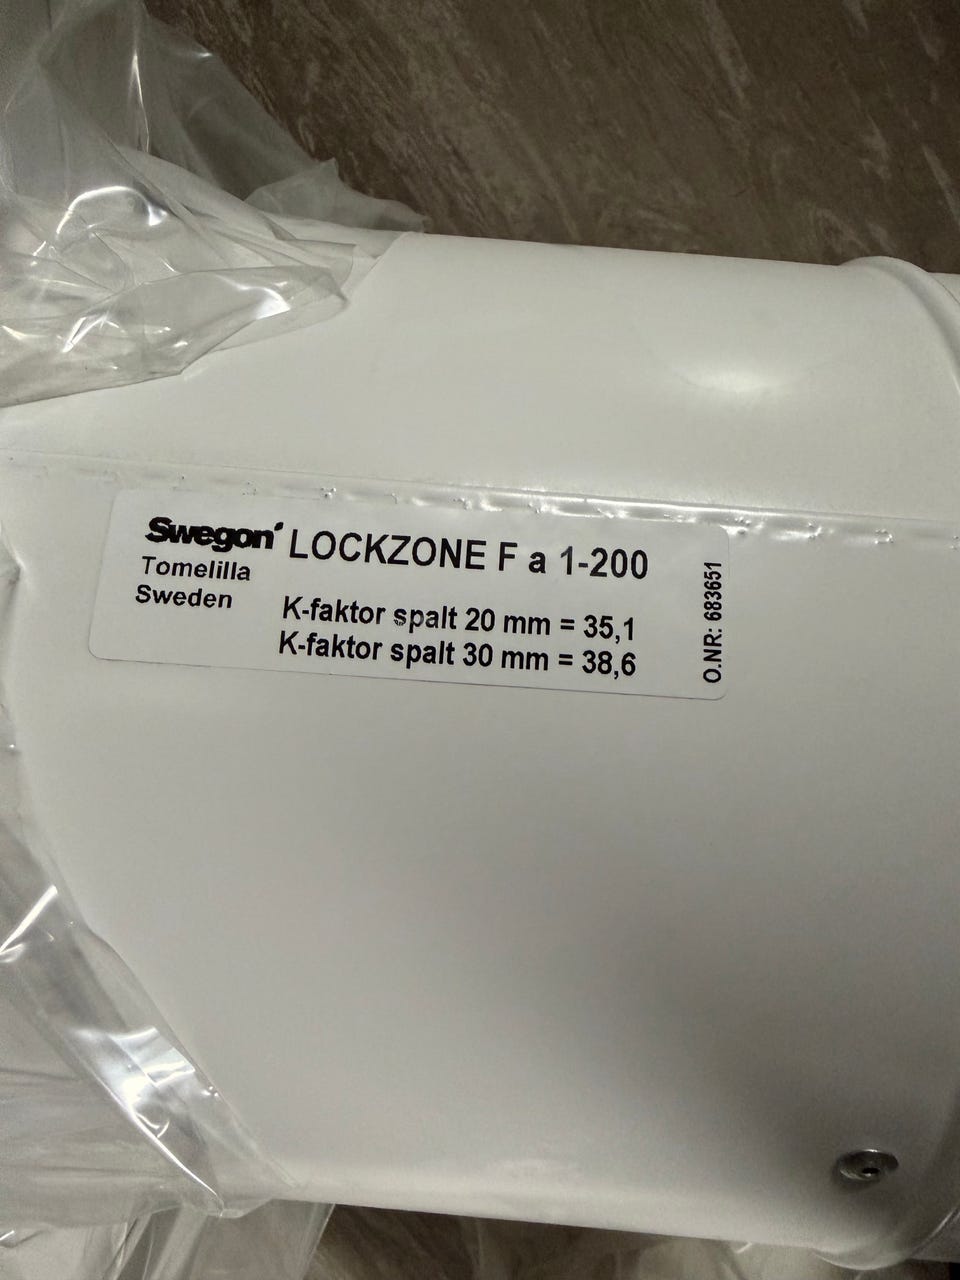 Swegon LOCKZONE F a 1-200
Tomelilla
Sweden
K-faktor spalt 20 mm = 35,1
K-faktor spalt 30 mm = 38,6
O.NR: 683651